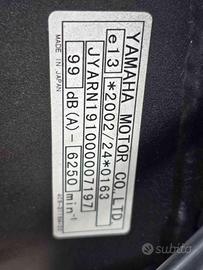 YAMAHA MOTOR CO.,LTD.
e13 *2002/24*0163
JYARN191000007197
99 dB(A)- 6250 min⁻¹
MADE IN JAPAN
subito